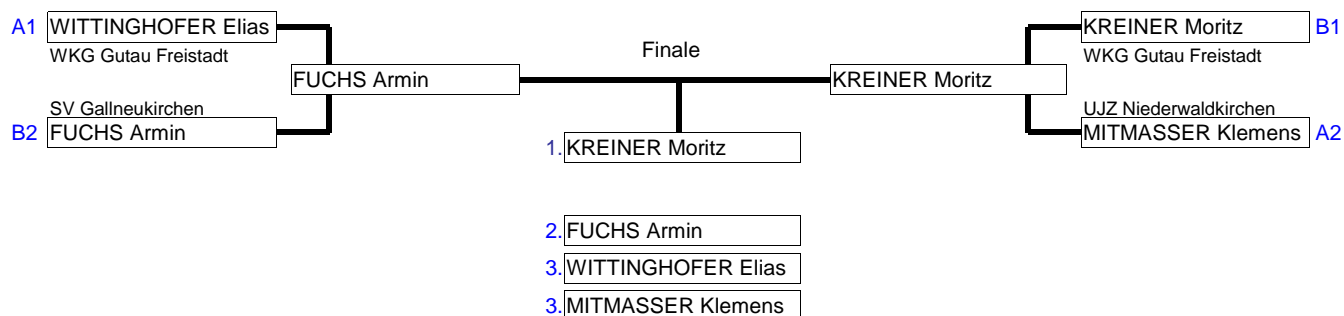 A1 WITTINGHOFER Elias
WKG Gutau Freistadt
SV Gallneukirchen
B2 FUCHS Armin
FUCHS Armin
Finale
KREINER Moritz
KREINER Moritz B1
WKG Gutau Freistadt
UJZ Niederwaldkirchen
MITMASSER Klemens A2
1. KREINER Moritz
2. FUCHS Armin
3. WITTINGHOFER Elias
3. MITMASSER Klemens